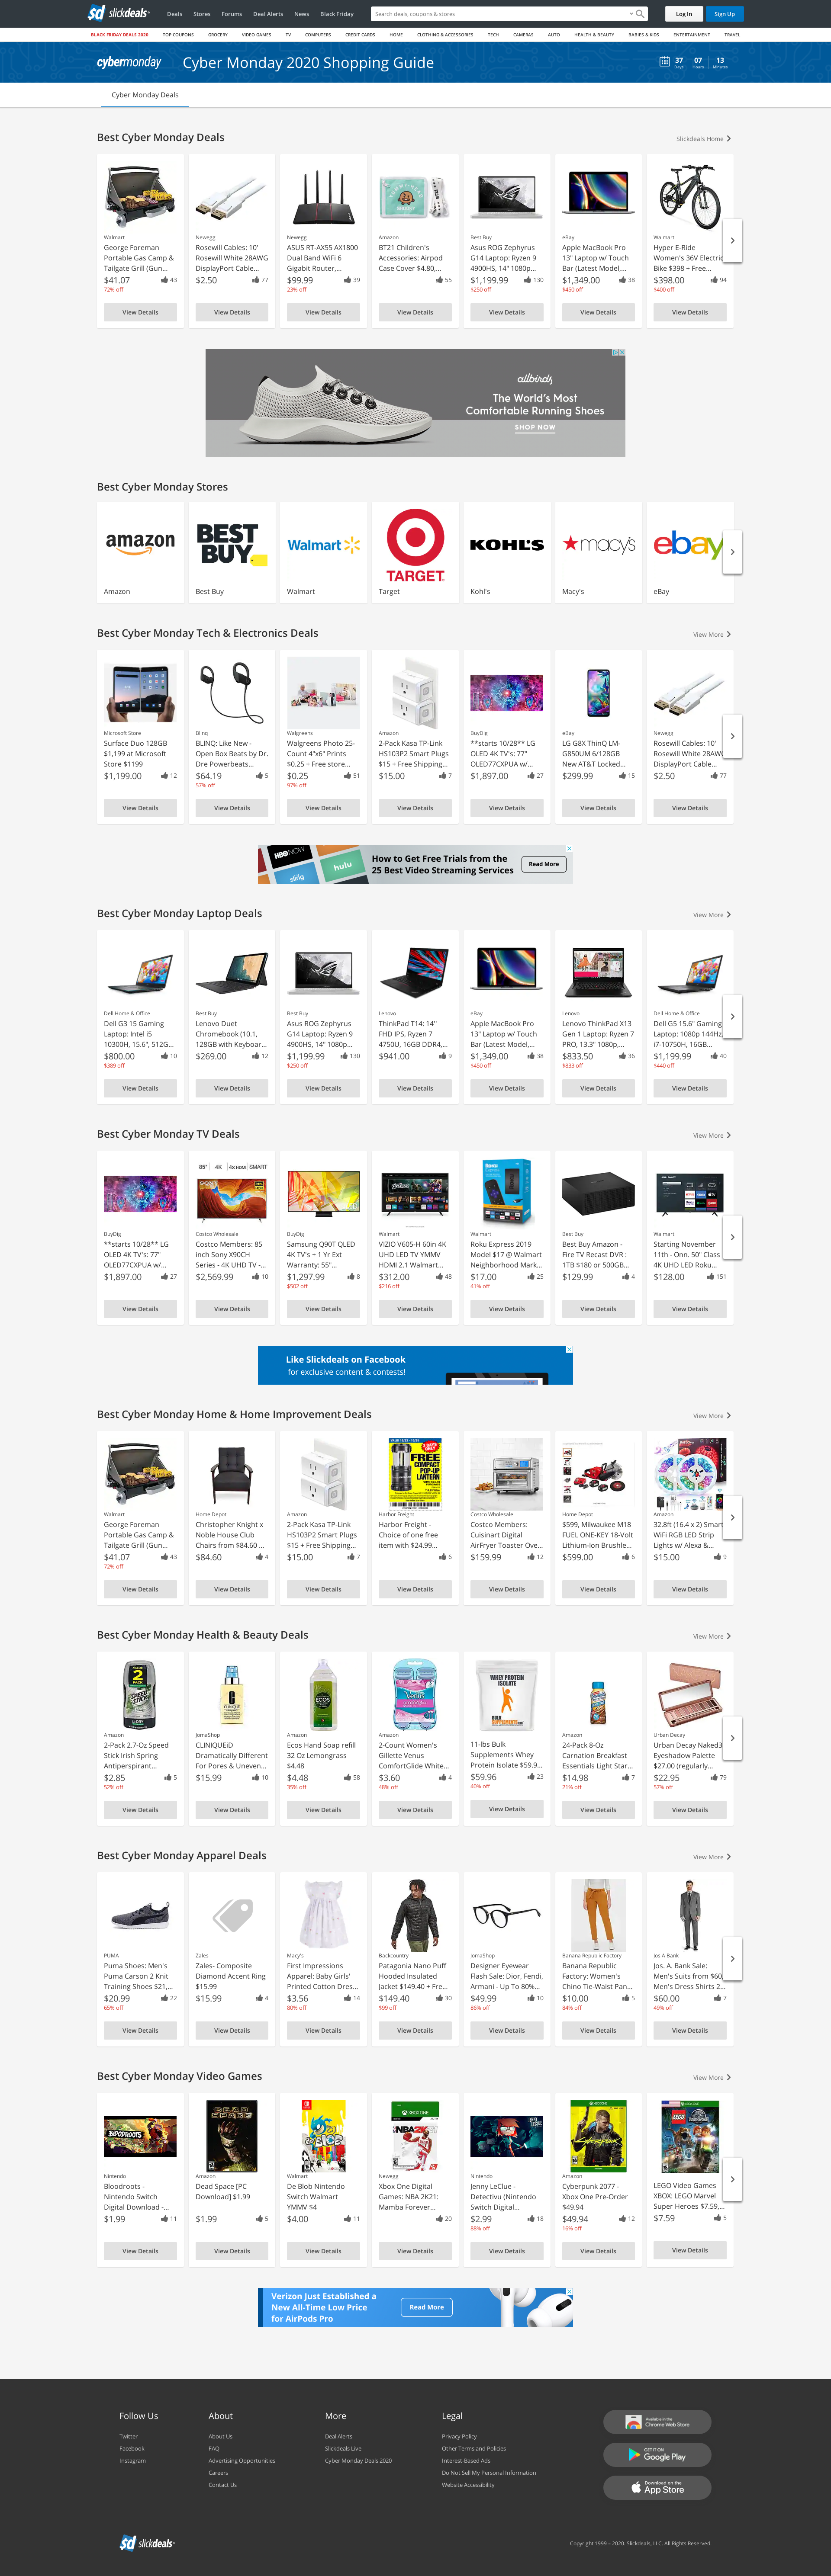 sd slickdeals
Deals Stores Forums Deal Alerts News Black Friday
Search deals, coupons & stores
Log In
Sign Up
BLACK FRIDAY DEALS 2020 TOP COUPONS GROCERY VIDEO GAMES TV COMPUTERS CREDIT CARDS HOME CLOTHING & ACCESSORIES TECH CAMERAS AUTO HEALTH & BEAUTY BABIES & KIDS ENTERTAINMENT TRAVEL
cybermonday
Cyber Monday 2020 Shopping Guide
37 07 13
Days Hours Minutes
Cyber Monday Deals
Best Cyber Monday Deals
Slickdeals Home
Walmart
George Foreman
Portable Gas Camp &
Tailgate Grill (Gun...
$41.07 43
72% off
View Details
Newegg
Rosewill Cables: 10'
Rosewill White 28AWG
DisplayPort Cable...
$2.50 77
View Details
Newegg
ASUS RT-AX55 AX1800
Dual Band WiFi 6
Gigabit Router,...
$99.99 39
23% off
View Details
Amazon
BT21 Children's
Accessories: Airpod
Case Cover $4.80,...
55
View Details
Best Buy
Asus ROG Zephyrus
G14 Laptop: Ryzen 9
4900HS, 14" 1080p...
$1,199.99 130
$250 off
View Details
eBay
Apple MacBook Pro
13" Laptop w/ Touch
Bar (Latest Model,...
$1,349.00 38
$450 off
View Details
Walmart
Hyper E-Ride
Women's 36V Electric
Bike $398 + Free...
$398.00 94
$400 off
View Details
allbirds
The World's Most
Comfortable Running Shoes
SHOP NOW
Best Cyber Monday Stores
amazon
Amazon
BEST BUY
Best Buy
Walmart
Walmart
TARGET
Target
KOHL'S
Kohl's
macy's
Macy's
ebay
eBay
Best Cyber Monday Tech & Electronics Deals
View More
Microsoft Store
Surface Duo 128GB
$1,199 at Microsoft
Store $1199
$1,199.00 12
View Details
Blinq
BLINQ: Like New -
Open Box Beats by Dr.
Dre Powerbeats...
$64.19 5
57% off
View Details
Walgreens
Walgreens Photo 25-
Count 4"x6" Prints
$0.25 + Free store...
$0.25 51
97% off
View Details
Amazon
2-Pack Kasa TP-Link
HS103P2 Smart Plugs
$15 + Free Shipping...
$15.00 7
View Details
BuyDig
**starts 10/28** LG
OLED 4K TV's: 77"
OLED77CXPUA w/...
$1,897.00 27
View Details
eBay
LG G8X ThinQ LM-
G850UM 6/128GB
New AT&T Locked...
$299.99 15
View Details
Newegg
Rosewill Cables: 10'
Rosewill White 28AWG
DisplayPort Cable...
$2.50 77
View Details
HBO NOW
hulu
sling
How to Get Free Trials from the
25 Best Video Streaming Services
Read More
Best Cyber Monday Laptop Deals
View More
Dell Home & Office
Dell G3 15 Gaming
Laptop: Intel i5
10300H, 15.6", 512G...
$800.00 10
$389 off
View Details
Best Buy
Lenovo Duet
Chromebook (10.1,
128GB with Keyboar...
$269.00 12
View Details
Best Buy
Asus ROG Zephyrus
G14 Laptop: Ryzen 9
4900HS, 14" 1080p...
$1,199.99 130
$250 off
View Details
Lenovo
ThinkPad T14: 14''
FHD IPS, Ryzen 7
4750U, 16GB DDR4,...
$941.00 9
View Details
eBay
Apple MacBook Pro
13" Laptop w/ Touch
Bar (Latest Model,...
$1,349.00 38
$450 off
View Details
Lenovo
Lenovo ThinkPad X13
Gen 1 Laptop: Ryzen 7
PRO, 13.3" 1080p,...
$833.50 36
$833 off
View Details
Dell Home & Office
Dell G5 15.6" Gaming
Laptop: 1080p 144Hz,
i7-10750H, 16GB...
$1,199.99 40
$440 off
View Details
Best Cyber Monday TV Deals
View More
BuyDig
**starts 10/28** LG
OLED 4K TV's: 77"
OLED77CXPUA w/...
$1,897.00 27
View Details
85" 4K 4x HDMI SMART
Costco Wholesale
Costco Members: 85
inch Sony X90CH
Series - 4K UHD TV -...
$2,569.99 10
View Details
BuyDig
Samsung Q90T QLED
4K TV's + 1 Yr Ext
Warranty: 55"...
$1,297.99 8
$502 off
View Details
Walmart
VIZIO V605-H 60in 4K
UHD LED TV YMMV
HDMI 2.1 Walmart...
$312.00 48
$216 off
View Details
Walmart
Roku Express 2019
Model $17 @ Walmart
Neighborhood Mark...
$17.00 25
41% off
View Details
Best Buy
Best Buy Amazon -
Fire TV Recast DVR :
1TB $180 or 500GB...
$129.99 4
View Details
Walmart
Starting November
11th - Onn. 50" Class
4K UHD LED Roku...
$128.00 151
View Details
Like Slickdeals on Facebook
for exclusive content & contests!
Best Cyber Monday Home & Home Improvement Deals
View More
Walmart
George Foreman
Portable Gas Camp &
Tailgate Grill (Gun...
$41.07 43
72% off
View Details
Home Depot
Christopher Knight x
Noble House Club
Chairs from $84.60 ...
$84.60 4
View Details
Amazon
2-Pack Kasa TP-Link
HS103P2 Smart Plugs
$15 + Free Shipping...
$15.00 7
View Details
FREE
COMPACT
POP-UP
LANTERN
Harbor Freight
Harbor Freight -
Choice of one free
item with $24.99...
6
View Details
Costco Wholesale
Costco Members:
Cuisinart Digital
AirFryer Toaster Ove...
$159.99 12
View Details
Home Depot
$599, Milwaukee M18
FUEL ONE-KEY 18-Volt
Lithium-Ion Brushle...
$599.00 6
View Details
Amazon
32.8ft (16.4 x 2) Smart
WiFi RGB LED Strip
Lights w/ Alexa &...
$15.00 9
View Details
Best Cyber Monday Health & Beauty Deals
View More
Amazon
2-Pack 2.7-Oz Speed
Stick Irish Spring
Antiperspirant...
$2.85 5
52% off
View Details
JomaShop
CLINIQUEiD
Dramatically Different
For Pores & Uneven...
$15.99 10
View Details
Amazon
Ecos Hand Soap refill
32 Oz Lemongrass
$4.48
$4.48 58
35% off
View Details
Amazon
2-Count Women's
Gillette Venus
ComfortGlide White...
$3.60 4
48% off
View Details
WHEY PROTEIN
ISOLATE
11-lbs Bulk
Supplements Whey
Protein Isolate $59.9...
$59.96 23
40% off
View Details
Amazon
24-Pack 8-Oz
Carnation Breakfast
Essentials Light Star...
$14.98 7
21% off
View Details
Urban Decay
Urban Decay Naked3
Eyeshadow Palette
$27.00 (regularly...
$22.95 79
57% off
View Details
Best Cyber Monday Apparel Deals
View More
PUMA
Puma Shoes: Men's
Puma Carson 2 Knit
Training Shoes $21,...
$20.99 22
65% off
View Details
Zales
Zales- Composite
Diamond Accent Ring
$15.99
$15.99 4
View Details
Macy's
First Impressions
Apparel: Baby Girls'
Printed Cotton Dres...
$3.56 14
80% off
View Details
Backcountry
Patagonia Nano Puff
Hooded Insulated
Jacket $149.40 + Fre...
$149.40 30
$99 off
View Details
JomaShop
Designer Eyewear
Flash Sale: Dior, Fendi,
Armani - Up To 80%...
$49.99 10
86% off
View Details
Banana Republic Factory
Banana Republic
Factory: Women's
Chino Tie-Waist Pan...
$10.00 5
84% off
View Details
Jos A Bank
Jos. A. Bank Sale:
Men's Suits from $60,
Men's Dress Shirts 2...
$60.00 7
49% off
View Details
Best Cyber Monday Video Games
View More
BLOODROOTS
Nintendo
Bloodroots -
Nintendo Switch
Digital Download -...
$1.99 11
View Details
DEAD SPACE
Amazon
Dead Space [PC
Download] $1.99
$1.99 5
View Details
Walmart
De Blob Nintendo
Switch Walmart
YMMV $4
$4.00 11
View Details
XBOX ONE
NBA 2K
Newegg
Xbox One Digital
Games: NBA 2K21:
Mamba Forever...
20
View Details
Nintendo
Jenny LeClue -
Detectivu (Nintendo
Switch Digital...
$2.99 18
88% off
View Details
Cyberpunk
Amazon
Cyberpunk 2077 -
Xbox One Pre-Order
$49.94
$49.94 12
16% off
View Details
LEGO
LEGO Video Games
XBOX: LEGO Marvel
Super Heroes $7.59,...
$7.59 5
View Details
Verizon Just Established a
New All-Time Low Price
for AirPods Pro
Read More
Follow Us
Twitter
Facebook
Instagram
About
About Us
FAQ
Advertising Opportunities
Careers
Contact Us
More
Deal Alerts
Slickdeals Live
Cyber Monday Deals 2020
Legal
Privacy Policy
Other Terms and Policies
Interest-Based Ads
Do Not Sell My Personal Information
Website Accessibility
Available in the
Chrome Web Store
GET IT ON
Google Play
Download on the
App Store
sd slickdeals
Copyright 1999 – 2020. Slickdeals, LLC. All Rights Reserved.